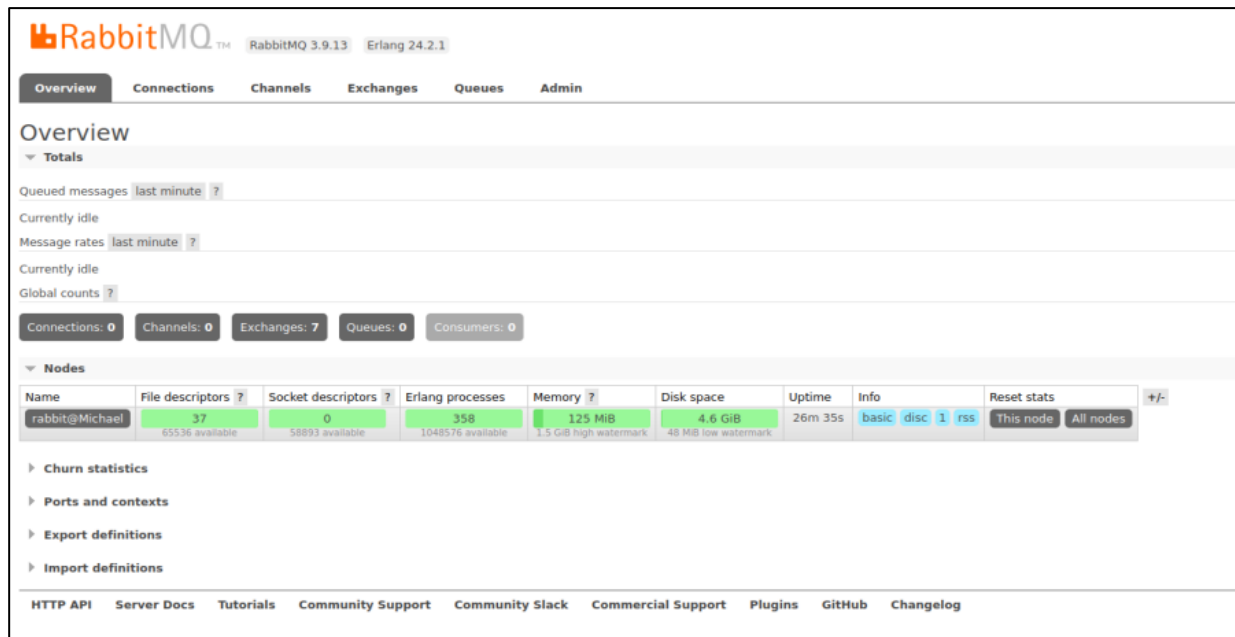 RabbitMQ TM RabbitMQ 3.9.13 Erlang 24.2.1
Overview Connections Channels Exchanges Queues Admin
Overview
Totals
Queued messages last minute ?
Currently idle
Message rates last minute ?
Currently idle
Global counts ?
Connections: 0 Channels: 0 Exchanges: 7 Queues: 0 Consumers: 0
Nodes
Name File descriptors ? Socket descriptors ? Erlang processes Memory ? Disk space Uptime Info Reset stats +/-
rabbit@Michael 37 0 358 125 MiB 4.6 GiB 26m 35s basic disc 1 rss This node All nodes
65536 available 58893 available 1048576 available 1.5 GiB high watermark 48 MiB low watermark
Churn statistics
Ports and contexts
Export definitions
Import definitions
HTTP API Server Docs Tutorials Community Support Community Slack Commercial Support Plugins GitHub Changelog